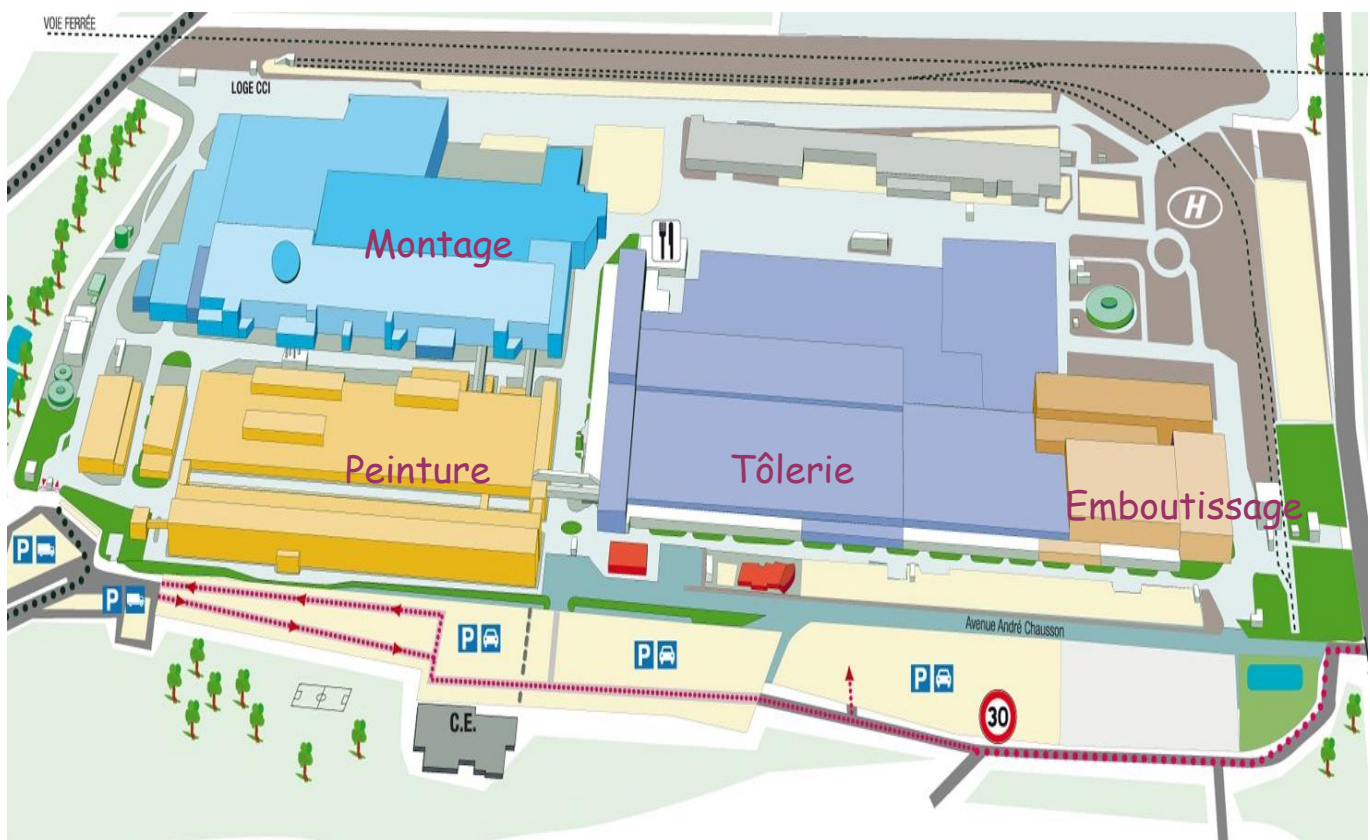 VOIE FERRÉE
LOGE CCI
H
Montage
Peinture
Tôlerie
Emboutissage
P
P
P
P
P
Avenue André Chausson
30
C.E.